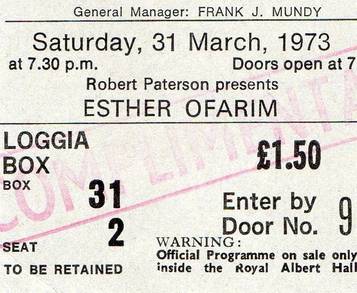 General Manager: FRANK J. MUNDY
Saturday, 31 March, 1973
at 7.30 p.m. Doors open at 7
Robert Paterson presents
ESTHER OFARIM
COMPLIMENTA
LOGGIA
BOX
£1.50
BOX 31
Enter by
Door No. 9
SEAT 2
WARNING:
Official Programme on sale only
inside the Royal Albert Hall
TO BE RETAINED